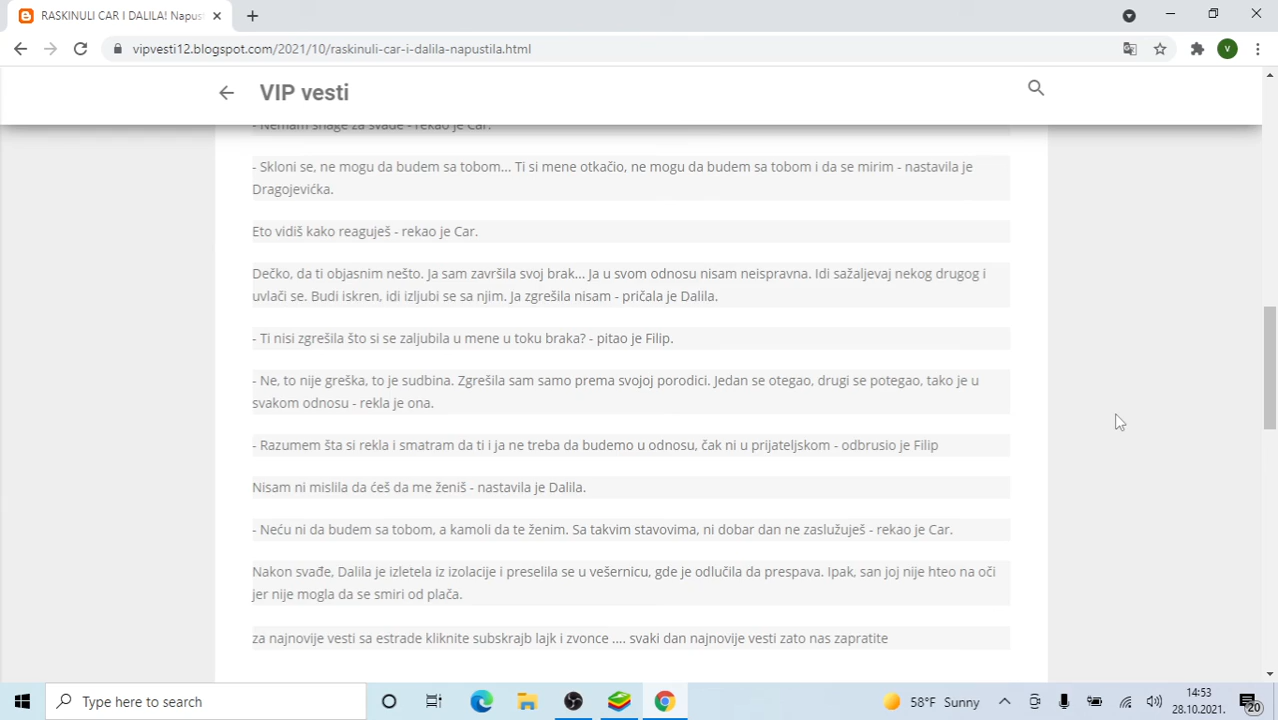 RASKINULI CAR I DALILA! Napus
vipvesti12.blogspot.com/2021/10/raskinuli-car-i-dalila-napustila.html
V
VIP vesti
- Nemam snage za svađe - rekao je Car.
- Skloni se, ne mogu da budem sa tobom... Ti si mene otkačio, ne mogu da budem sa tobom i da se mirim - nastavila je
Dragojevićka.
Eto vidiš kako reaguješ - rekao je Car.
Dečko, da ti objasnim nešto. Ja sam završila svoj brak... Ja u svom odnosu nisam neispravna. Idi sažaljevaj nekog drugog i
uvlači se. Budi iskren, idi izljubi se sa njim. Ja zgrešila nisam - pričala je Dalila.
- Ti nisi zgrešila što si se zaljubila u mene u toku braka? - pitao je Filip.
- Ne, to nije greška, to je sudbina. Zgrešila sam samo prema svojoj porodici. Jedan se otegao, drugi se potegao, tako je u
svakom odnosu - rekla je ona.
- Razumem šta si rekla i smatram da ti i ja ne treba da budemo u odnosu, čak ni u prijateljskom - odbrusio je Filip
Nisam ni mislila da ćeš da me ženiš - nastavila je Dalila.
- Neću ni da budem sa tobom, a kamoli da te ženim. Sa takvim stavovima, ni dobar dan ne zaslužuješ - rekao je Car.
Nakon svađe, Dalila je izletela iz izolacije i preselila se u vešernicu, gde je odlučila da prespava. Ipak, san joj nije hteo na oči
jer nije mogla da se smiri od plača.
za najnovije vesti sa estrade kliknite subskrajb lajk i zvonce .... svaki dan najnovije vesti zato nas zapratite
Type here to search
58°F Sunny
14:53
28.10.2021.
20